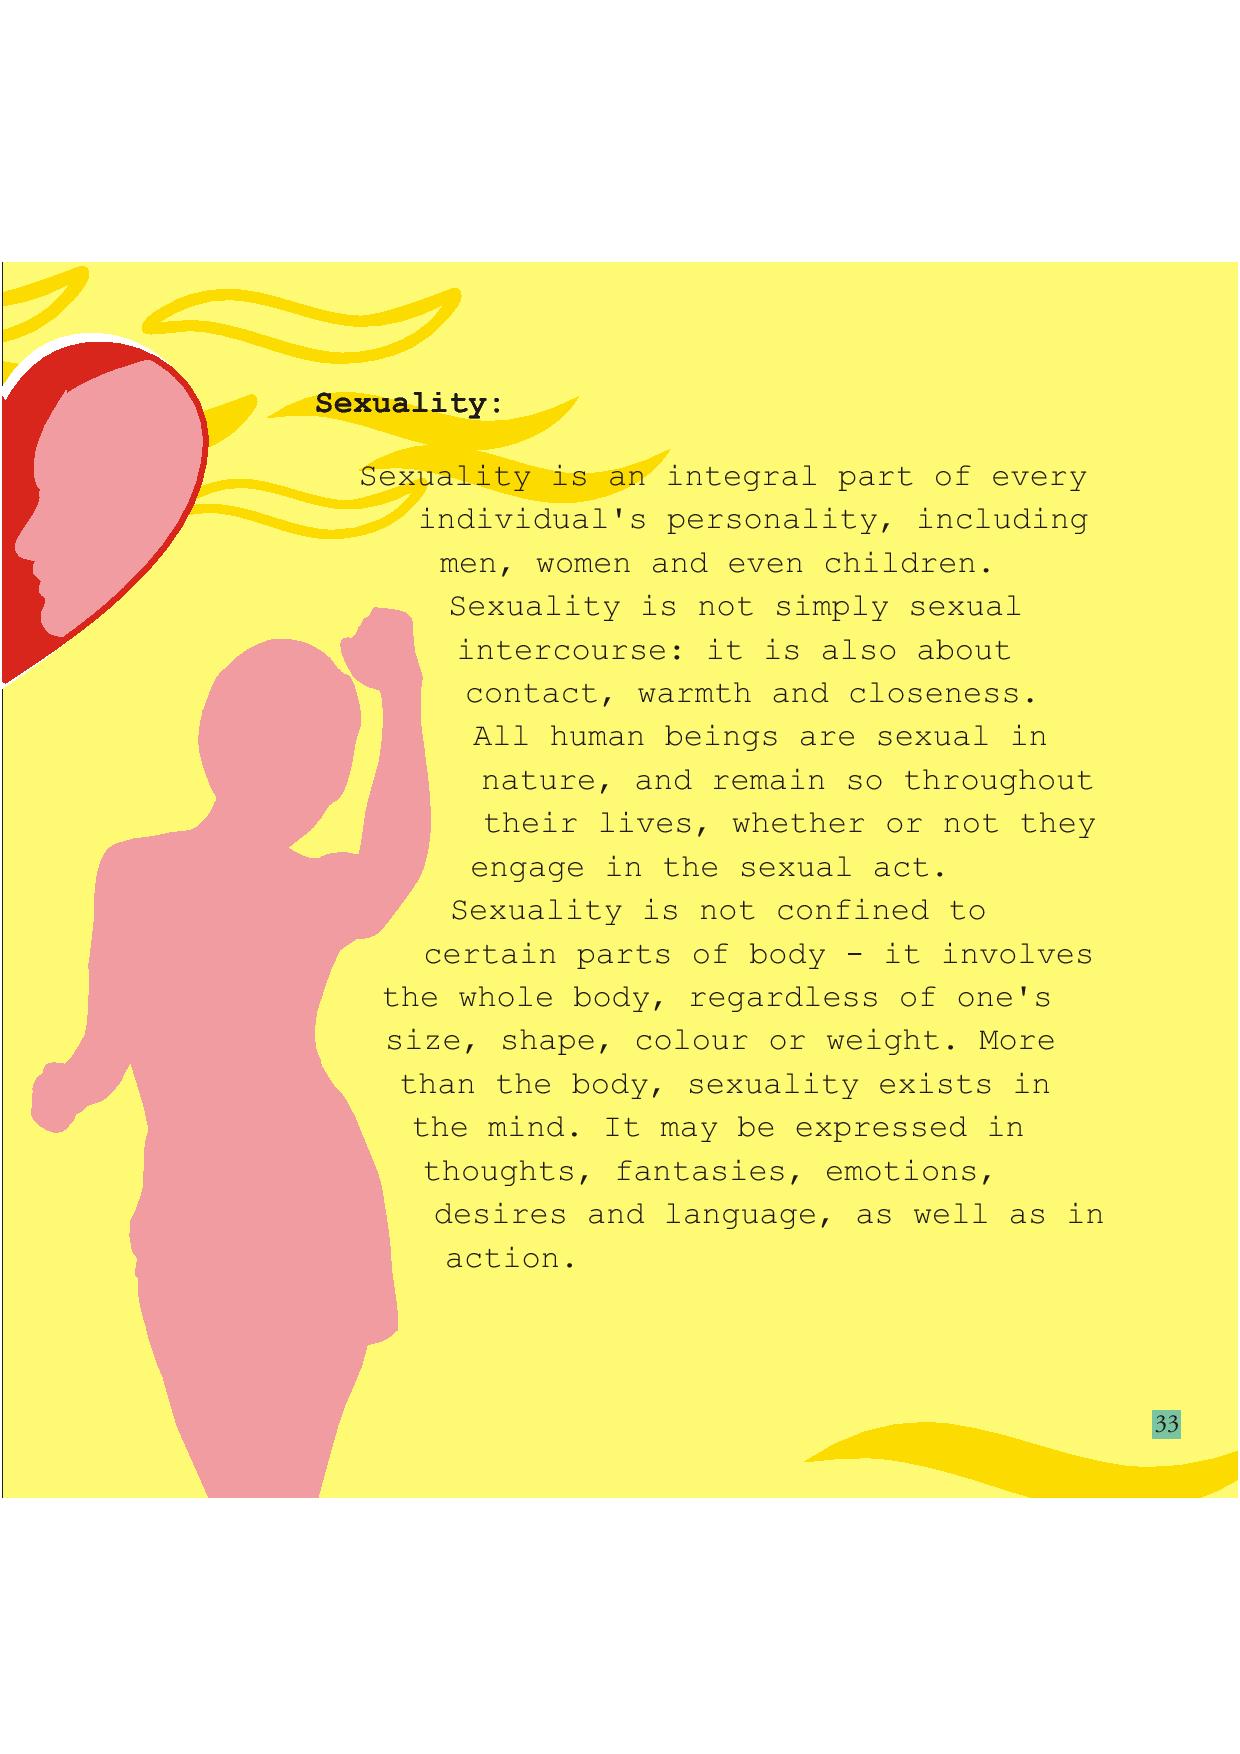 Sexuality:
Sexuality is an integral part of every
individual's personality, including
men, women and even children.
Sexuality is not simply sexual
intercourse: it is also about
contact, warmth and closeness.
All human beings are sexual in
nature, and remain so throughout
their lives, whether or not they
engage in the sexual act.
Sexuality is not confined to
certain parts of body - it involves
the whole body, regardless of one's
size, shape, colour or weight. More
than the body, sexuality exists in
the mind. It may be expressed in
thoughts, fantasies, emotions,
desires and language, as well as in
action.
33